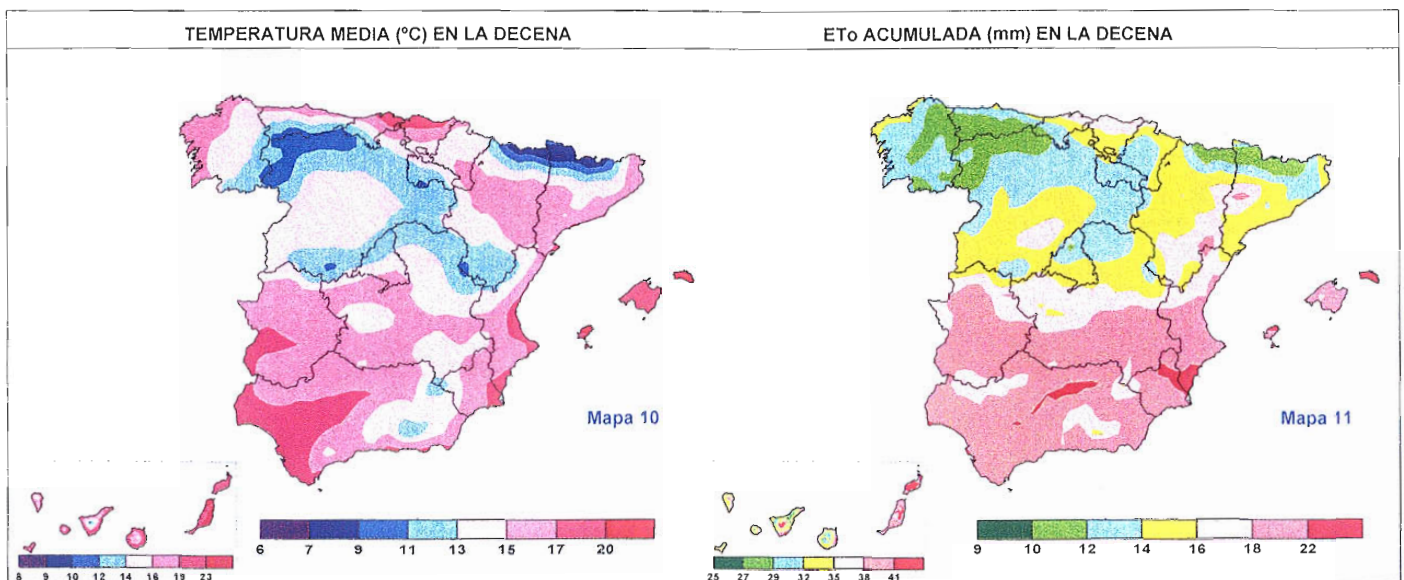 TEMPERATURA MEDIA (ºC) EN LA DECENA
ETo ACUMULADA (mm) EN LA DECENA
Mapa 10
Mapa 11
6 7 9 11 13 15 17 20
8 9 10 12 14 16 19 23
9 10 12 14 16 18 22
25 27 29 32 35 38 41